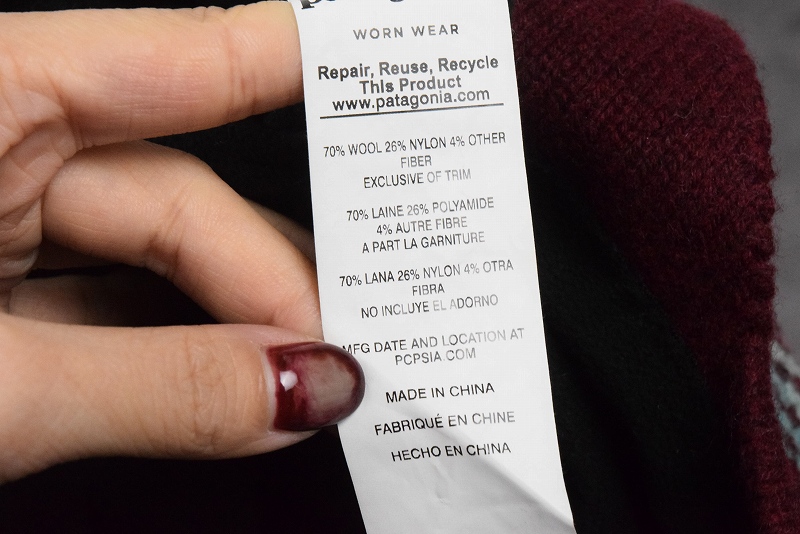 WORN WEAR
Repair, Reuse, Recycle
This Product
www.patagonia.com
70% WOOL 26% NYLON 4% OTHER
FIBER
EXCLUSIVE OF TRIM
70% LAINE 26% POLYAMIDE
4% AUTRE FIBRE
A PART LA GARNITURE
70% LANA 26% NYLON 4% OTRA
FIBRA
NO INCLUYE EL ADORNO
MFG DATE AND LOCATION AT
PCPSIA.COM
MADE IN CHINA
FABRIQUÉ EN CHINE
HECHO EN CHINA